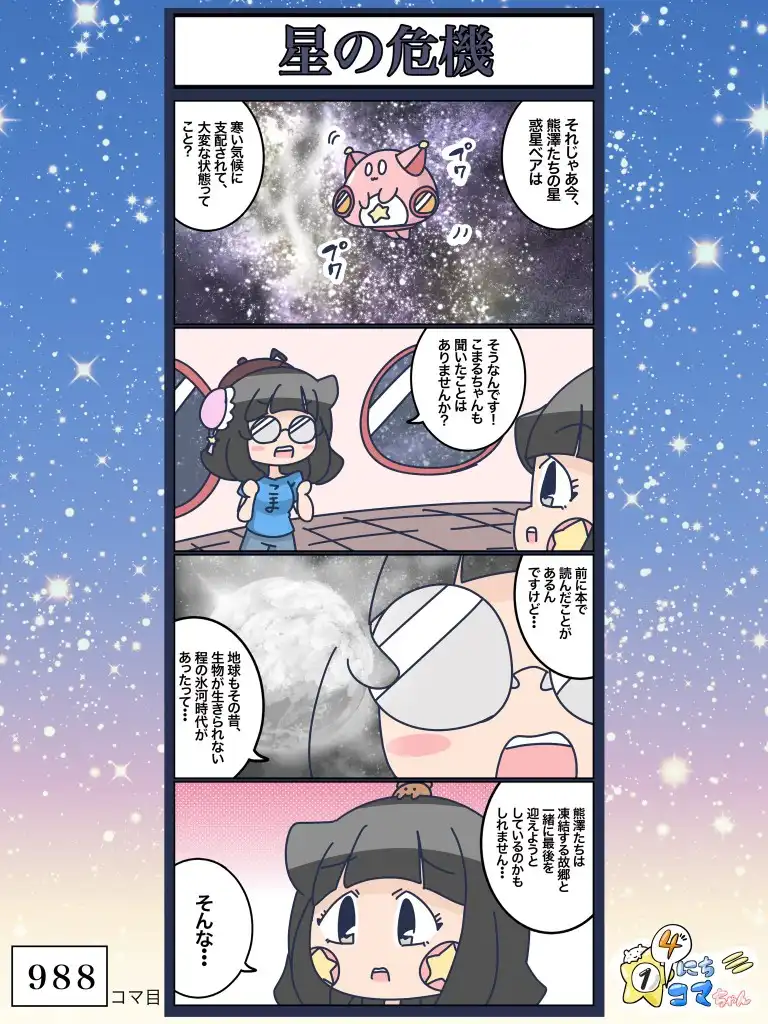 星の危機
それじゃあ今、
熊澤たちの星
惑星ベアは
寒い気候に
支配されて、
大変な状態って
こと?
プワ
プワ
そうなんです!
こまるちゃんも
聞いたことは
ありませんか?
こま
前に本で
読んだことが
あるん
ですけど…
地球もその昔、
生物が生きられない
程の氷河時代が
あったって…
熊澤たちは
凍結する故郷と
一緒に最後を
迎えようと
しているのかも
しれません…
そんな…
988
コマ目
1
4
にち
コマちゃん